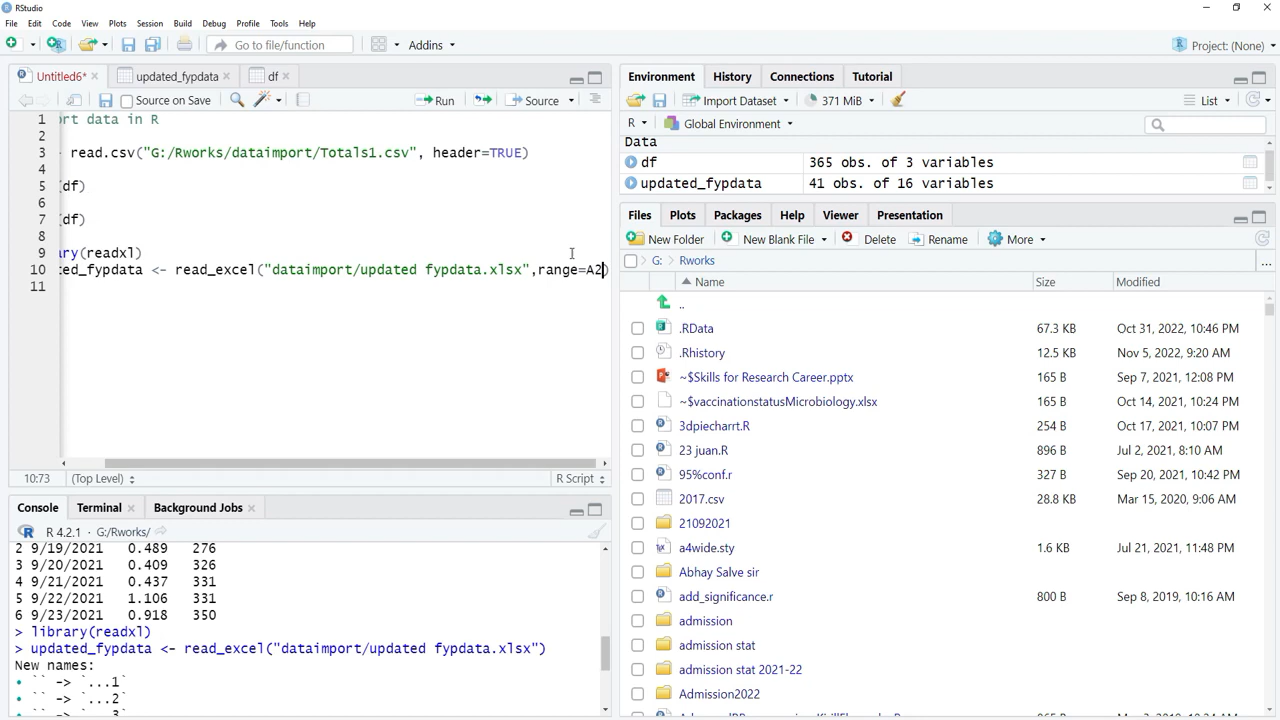 RStudio
File Edit Code View Plots Session Build Debug Profile Tools Help
Go to file/function Addins Project: (None)
Untitled6* updated_fypdata df
Source on Save Run Source
1 ort data in R
2
3 read.csv("G:/Rworks/dataimport/Totals1.csv", header=TRUE)
4
5 (df)
6
7 (df)
8
9 ary(readxl)
10 ted_fypdata <- read_excel("dataimport/updated fypdata.xlsx",range=A2)
11
10:73 (Top Level) R Script
Console Terminal Background Jobs
R 4.2.1 · G:/Rworks/
2 9/19/2021 0.489 276
3 9/20/2021 0.409 326
4 9/21/2021 0.437 331
5 9/22/2021 1.106 331
6 9/23/2021 0.918 350
> library(readxl)
> updated_fypdata <- read_excel("dataimport/updated fypdata.xlsx")
New names:
• `` -> `...1`
• `` -> `...2`
Environment History Connections Tutorial
Import Dataset 371 MiB List
R Global Environment
Data
df 365 obs. of 3 variables
updated_fypdata 41 obs. of 16 variables
Files Plots Packages Help Viewer Presentation
New Folder New Blank File Delete Rename More
G: Rworks ...
Name Size Modified
..
.RData 67.3 KB Oct 31, 2022, 10:46 PM
.Rhistory 12.5 KB Nov 5, 2022, 9:20 AM
~$Skills for Research Career.pptx 165 B Sep 7, 2021, 12:08 PM
~$vaccinationstatusMicrobiology.xlsx 165 B Oct 14, 2021, 10:24 PM
3dpiecharrt.R 254 B Oct 17, 2021, 10:07 PM
23 juan.R 896 B Jul 2, 2021, 8:10 AM
95%conf.r 327 B Sep 20, 2021, 10:42 PM
2017.csv 28.8 KB Mar 15, 2020, 9:06 AM
21092021
a4wide.sty 1.6 KB Jul 21, 2021, 11:48 PM
Abhay Salve sir
add_significance.r 800 B Sep 8, 2019, 10:16 AM
admission
admission stat
admission stat 2021-22
Admission2022